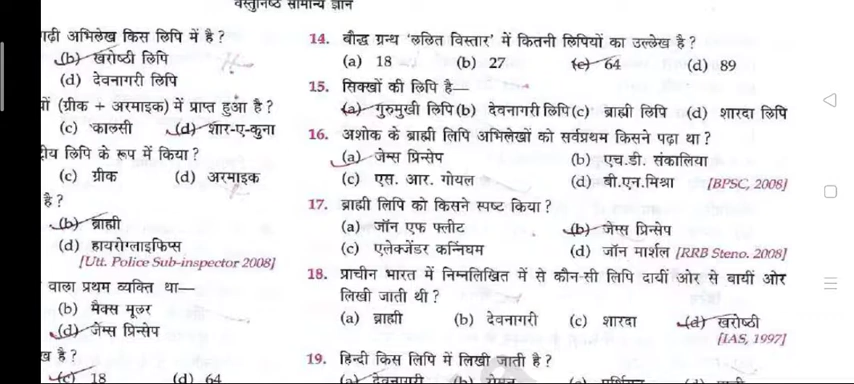 वस्तुनिष्ठ सामान्य ज्ञान
गढ़ी अभिलेख किस लिपि में है?
(b) खरोष्ठी लिपि
(d) देवनागरी लिपि
यों (ग्रीक + अरमाइक) में प्राप्त हुआ है?
(c) कालसी (d) शार-ए-कुना
द्रीय लिपि के रूप में किया?
(c) ग्रीक (d) अरमाइक
है?
(b) ब्राह्मी
(d) हायरोग्लाइफिप्स
[Utt. Police Sub-inspector 2008]
वाला प्रथम व्यक्ति था—
(b) मैक्स मूलर
(d) जेंम्स प्रिन्सेप
ख है?
(c) 18 (d) 64
14. बौद्ध ग्रन्थ ‘ललित विस्तार’ में कितनी लिपियों का उल्लेख है?
(a) 18 (b) 27 (c) 64 (d) 89
15. सिक्खों की लिपि है—
(a) गुरुमुखी लिपि (b) देवनागरी लिपि (c) ब्राह्मी लिपि (d) शारदा लिपि
16. अशोक के ब्राह्मी लिपि अभिलेखों को सर्वप्रथम किसने पढ़ा था?
(a) जेम्स प्रिन्सेप (b) एच.डी. संकालिया
(c) एस. आर. गोयल (d) बी.एन.मिश्रा [BPSC, 2008]
17. ब्राह्मी लिपि को किसने स्पष्ट किया?
(a) जॉन एफ फ्लीट (b) जेम्स प्रिन्सेप
(c) एलेक्जेंडर कन्निघम (d) जॉन मार्शल [RRB Steno. 2008]
18. प्राचीन भारत में निम्नलिखित में से कौन-सी लिपि दायीं ओर से बायीं ओर
लिखी जाती थी?
(a) ब्राह्मी (b) देवनागरी (c) शारदा (d) खरोष्ठी
[IAS, 1997]
19. हिन्दी किस लिपि में लिखी जाती है?
(a) देवनागरी (b) रोमन